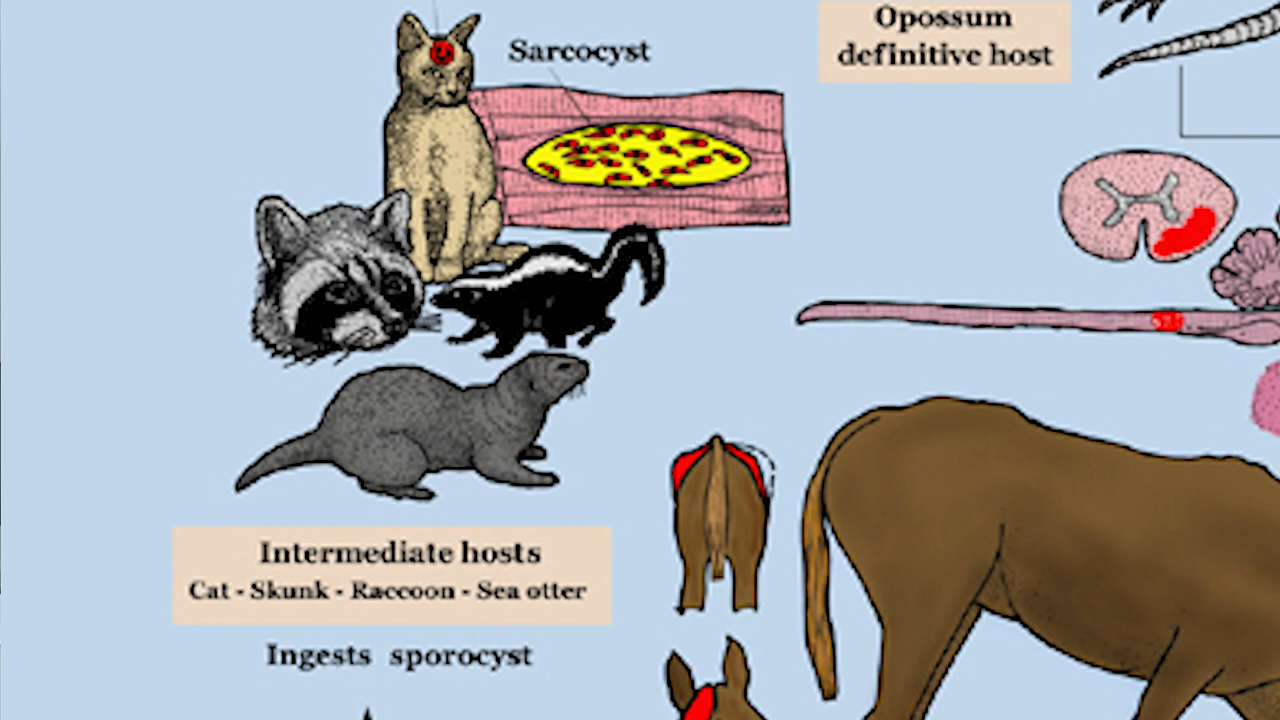 Sarcocyst
Opossum
definitive host
Intermediate hosts
Cat - Skunk - Raccoon - Sea otter
Ingests sporocyst